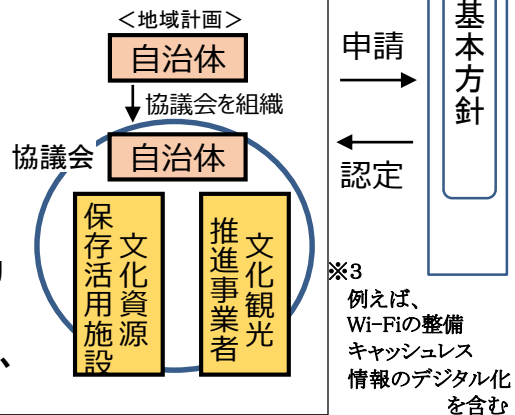 ＜地域計画＞
自治体
協議会を組織
協議会
自治体
文化資源
保存活用施設
文化観光
推進事業者
申請
認定
基本方針
※3
例えば、
Wi-Fiの整備
キャッシュレス
情報のデジタル化
を含む
、